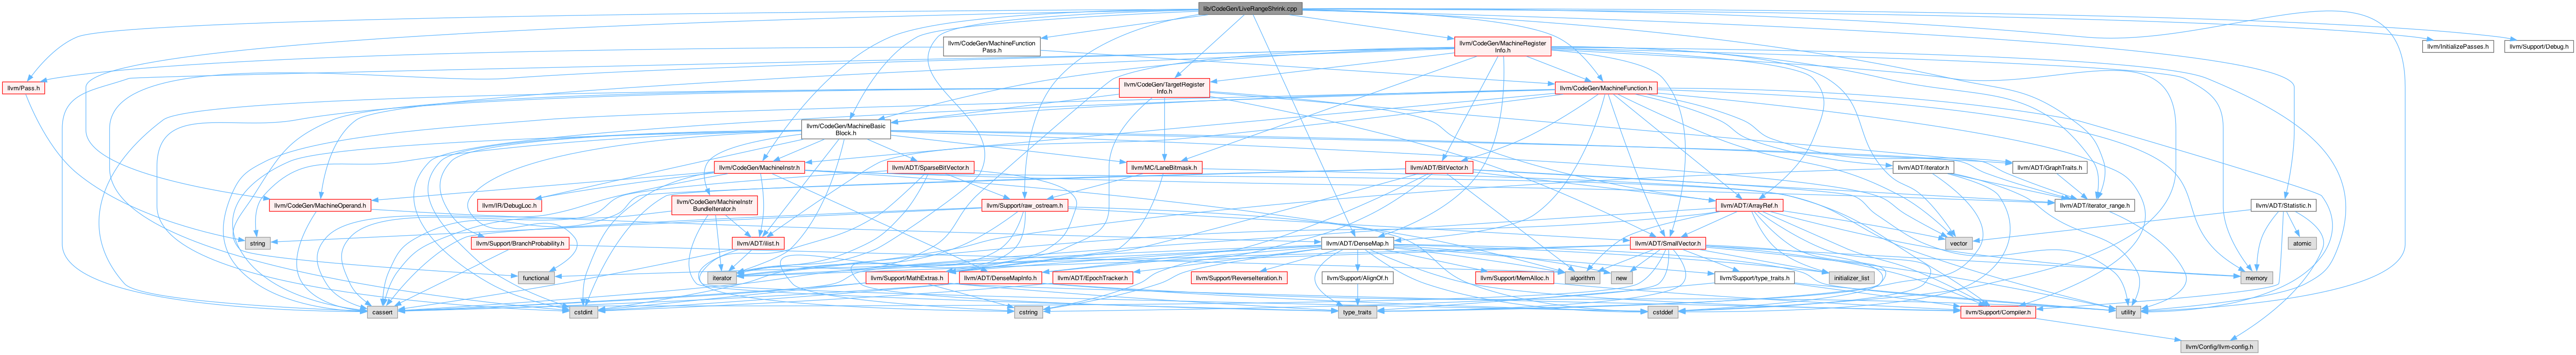 lib/CodeGen/LiveRangeShrink.cpp
llvm/CodeGen/MachineFunction
Pass.h
llvm/CodeGen/MachineRegister
Info.h
llvm/InitializePasses.h
llvm/Support/Debug.h
llvm/Pass.h
llvm/CodeGen/TargetRegister
Info.h
llvm/CodeGen/MachineFunction.h
llvm/CodeGen/MachineBasic
Block.h
llvm/CodeGen/MachineInstr.h
llvm/ADT/SparseBitVector.h
llvm/MC/LaneBitmask.h
llvm/ADT/BitVector.h
llvm/ADT/iterator.h
llvm/ADT/GraphTraits.h
llvm/CodeGen/MachineOperand.h
llvm/IR/DebugLoc.h
llvm/CodeGen/MachineInstr
BundleIterator.h
llvm/Support/raw_ostream.h
llvm/ADT/ArrayRef.h
llvm/ADT/iterator_range.h
llvm/ADT/Statistic.h
string
llvm/Support/BranchProbability.h
llvm/ADT/ilist.h
llvm/ADT/DenseMap.h
llvm/ADT/SmallVector.h
vector
atomic
functional
iterator
llvm/Support/MathExtras.h
llvm/ADT/DenseMapInfo.h
llvm/ADT/EpochTracker.h
llvm/Support/ReverseIteration.h
llvm/Support/AlignOf.h
llvm/Support/MemAlloc.h
algorithm
new
llvm/Support/type_traits.h
initializer_list
memory
cassert
cstdint
cstring
type_traits
cstddef
llvm/Support/Compiler.h
utility
llvm/Config/llvm-config.h